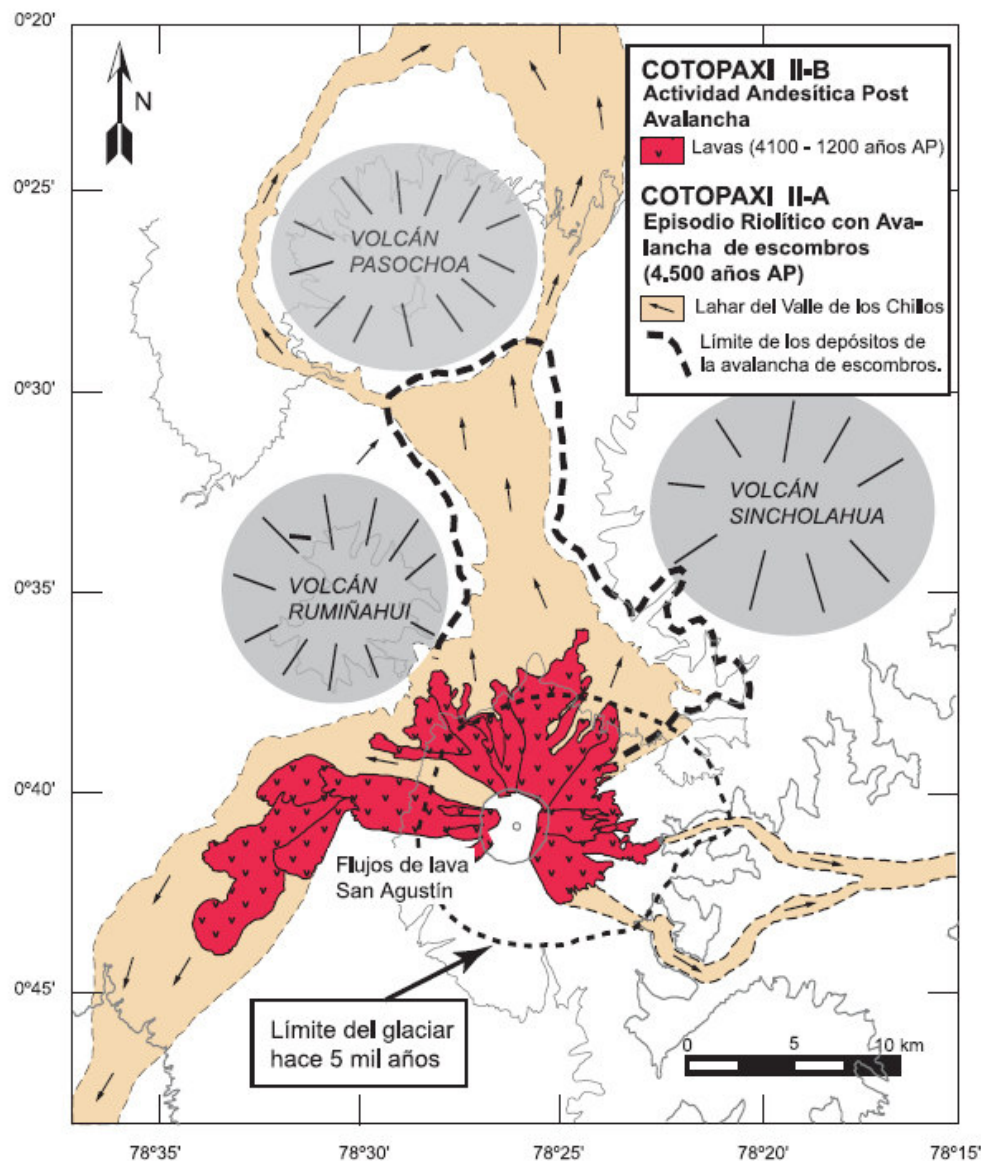 0°20'
0°25'
0°30'
0°35'
0°40'
0°45'
N
COTOPAXI II-B
Actividad Andesítica Post
Avalancha
Lavas (4100 - 1200 años AP)
COTOPAXI II-A
Episodio Riolítico con Ava-
lancha de escombros
(4.500 años AP)
Lahar del Valle de los Chillos
Límite de los depósitos de
la avalancha de escombros.
VOLCÁN
PASOCHOA
VOLCÁN
SINCHOLAHUA
VOLCÁN
RUMIÑAHUI
Flujos de lava
San Agustín
Límite del glaciar
hace 5 mil años
0 5 10 km
78°35' 78°30' 78°25' 78°20' 78°15'